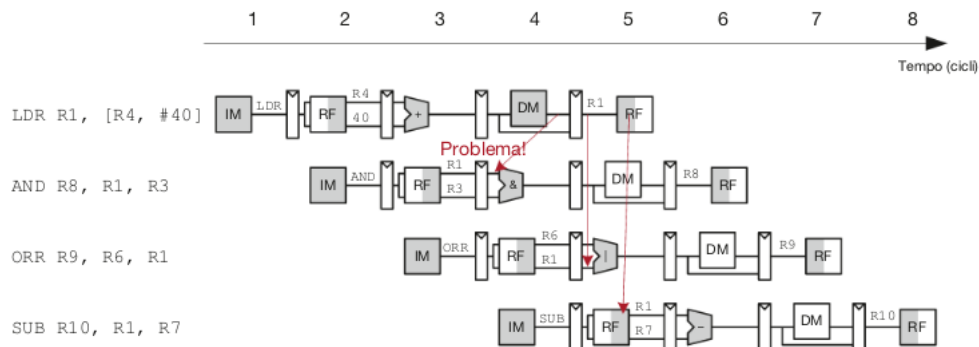 1 2 3 4 5 6 7 8
Tempo (cicli)
LDR R1, [R4, #40] IM LDR RF R4 40 + DM R1 RF
Problema!
AND R8, R1, R3 IM AND RF R1 R3 & DM R8 RF
ORR R9, R6, R1 IM ORR RF R6 R1 | DM R9 RF
SUB R10, R1, R7 IM SUB RF R1 R7 - DM R10 RF